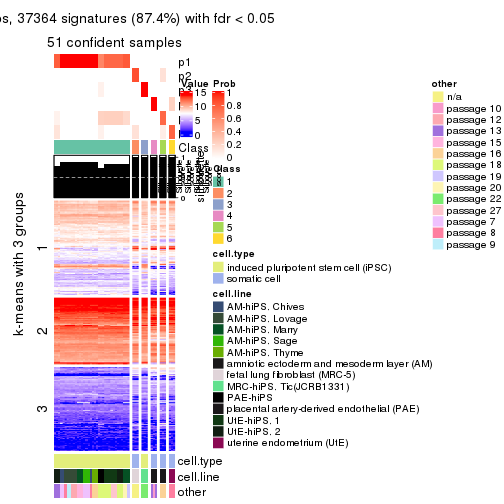 os, 37364 signatures (87.4%) with fdr < 0.05
51 confident samples
p1
p2
Value
15
10
5
0
Prob
1
0.8
0.6
0.4
0.2
0
Class
k-means with 3 groups
1
2
3
Class
1
2
3
4
5
6
cell.type
induced pluripotent stem cell (iPSC)
somatic cell
cell.line
AM-hiPS. Chives
AM-hiPS. Lovage
AM-hiPS. Marry
AM-hiPS. Sage
AM-hiPS. Thyme
amniotic ectoderm and mesoderm layer (AM)
fetal lung fibroblast (MRC-5)
MRC-hiPS. Tic(JCRB1331)
PAE-hiPS
placental artery-derived endothelial (PAE)
UtE-hiPS. 1
UtE-hiPS. 2
uterine endometrium (UtE)
cell.type
cell.line
other
other
n/a
passage 10
passage 12
passage 13
passage 15
passage 16
passage 18
passage 19
passage 20
passage 22
passage 27
passage 7
passage 8
passage 9